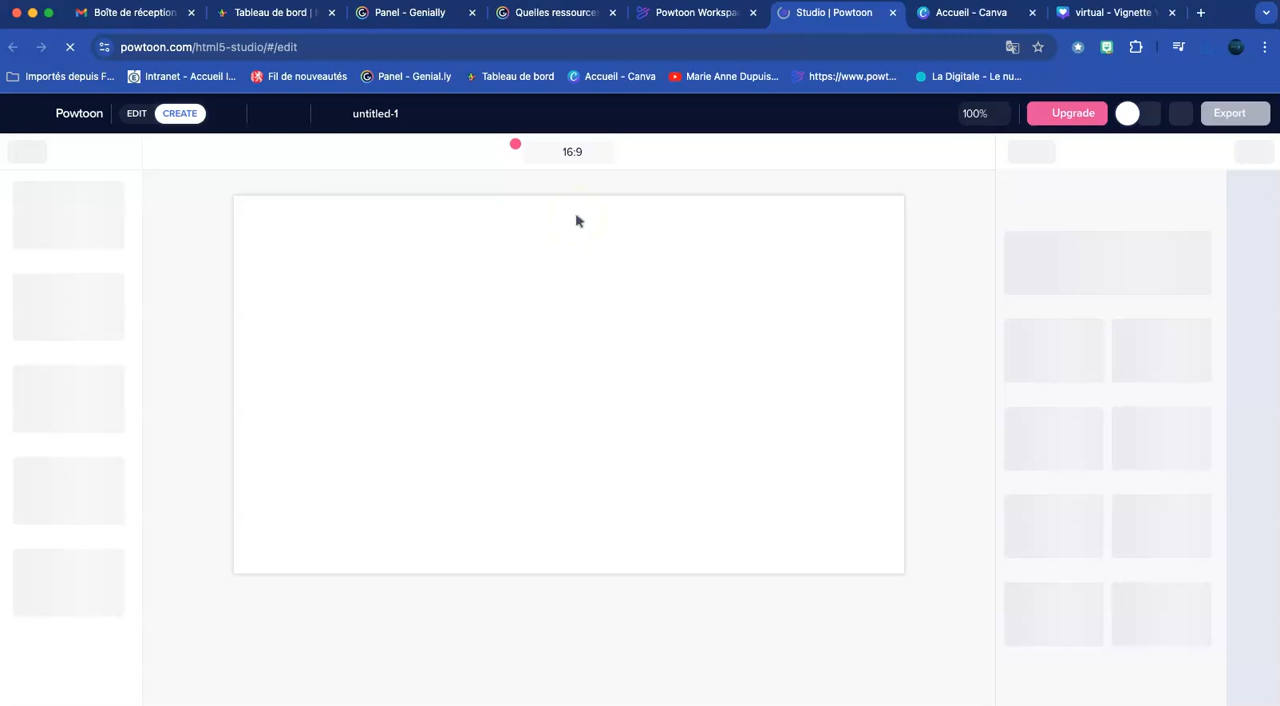 Boîte de réception
Tableau de bord |
Panel - Genially
Quelles ressource
Powtoon Workspa
Studio | Powtoon
Accueil - Canva
virtual - Vignette
powtoon.com/html5-studio/#/edit
Importés depuis F...
Intranet - Accueil I...
Fil de nouveautés
Panel - Genial.ly
Tableau de bord
Accueil - Canva
Marie Anne Dupuis...
https://www.powt...
La Digitale - Le nu...
Powtoon
EDIT
CREATE
untitled-1
100%
Upgrade
Export
16:9